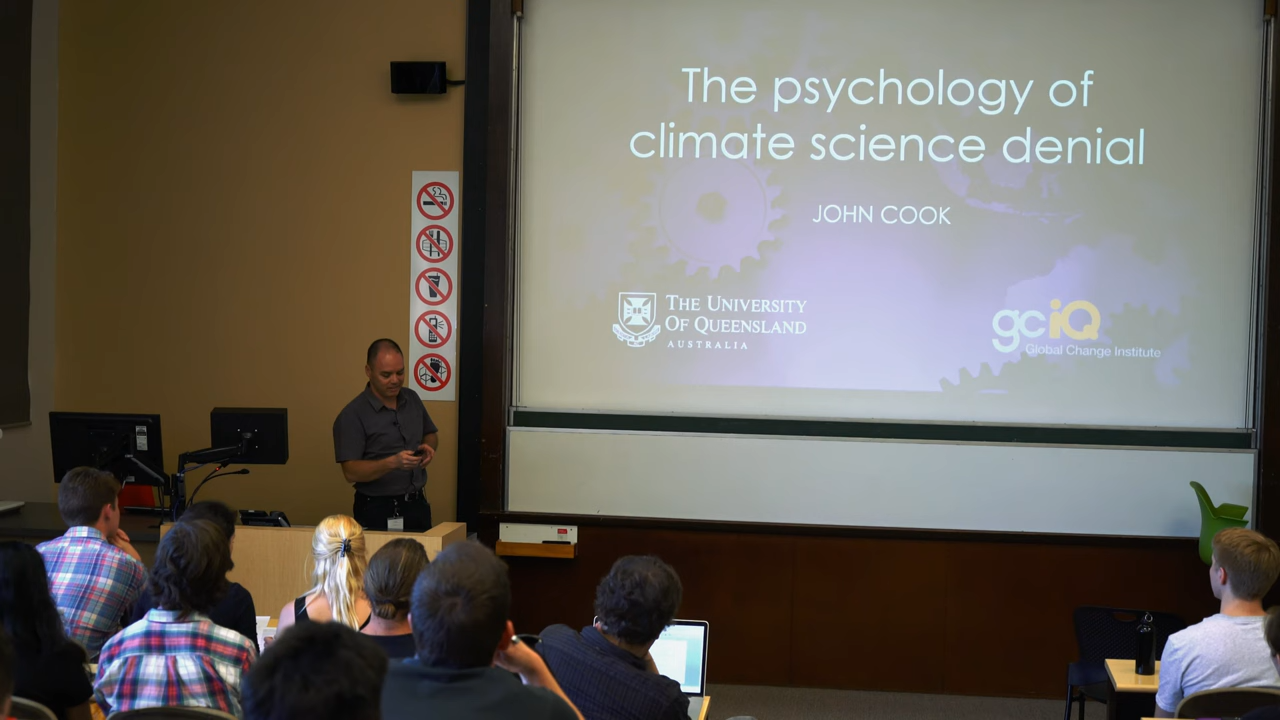 The psychology of
climate science denial
JOHN COOK
THE UNIVERSITY
OF QUEENSLAND
AUSTRALIA
gciQ
Global Change Institute